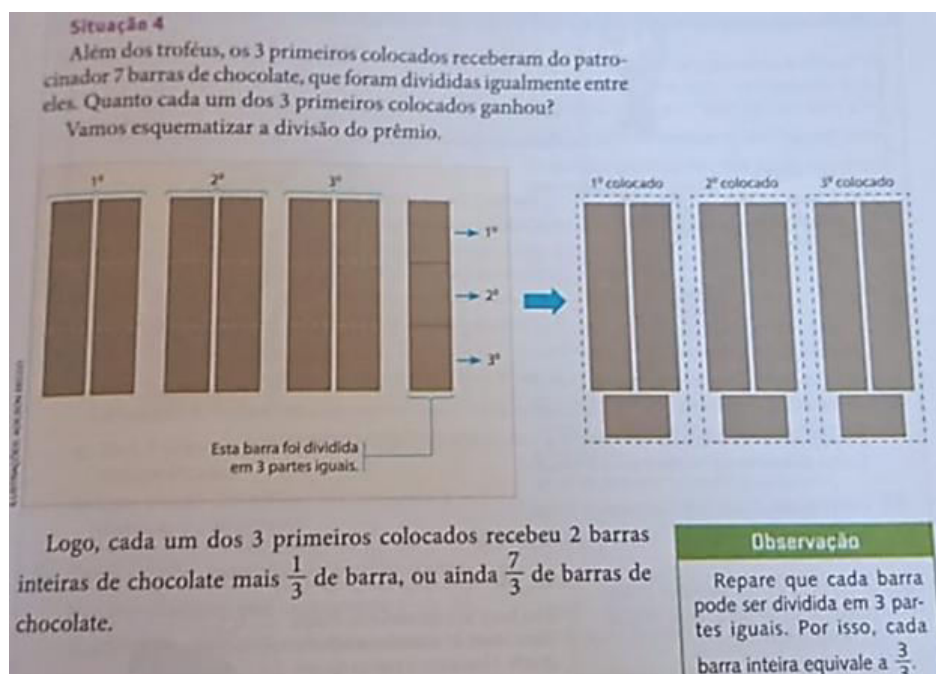 Situação 4
Além dos troféus, os 3 primeiros colocados receberam do patro-
cinador 7 barras de chocolate, que foram divididas igualmente entre
eles. Quanto cada um dos 3 primeiros colocados ganhou?
Vamos esquematizar a divisão do prêmio.
1º 2º 3º
1º
2º
3º
Esta barra foi dividida
em 3 partes iguais.
1º colocado 2º colocado 3º colocado
Logo, cada um dos 3 primeiros colocados recebeu 2 barras
inteiras de chocolate mais 1/3 de barra, ou ainda 7/3 de barras de
chocolate.
Observação
Repare que cada barra
pode ser dividida em 3 par-
tes iguais. Por isso, cada
barra inteira equivale a 3/